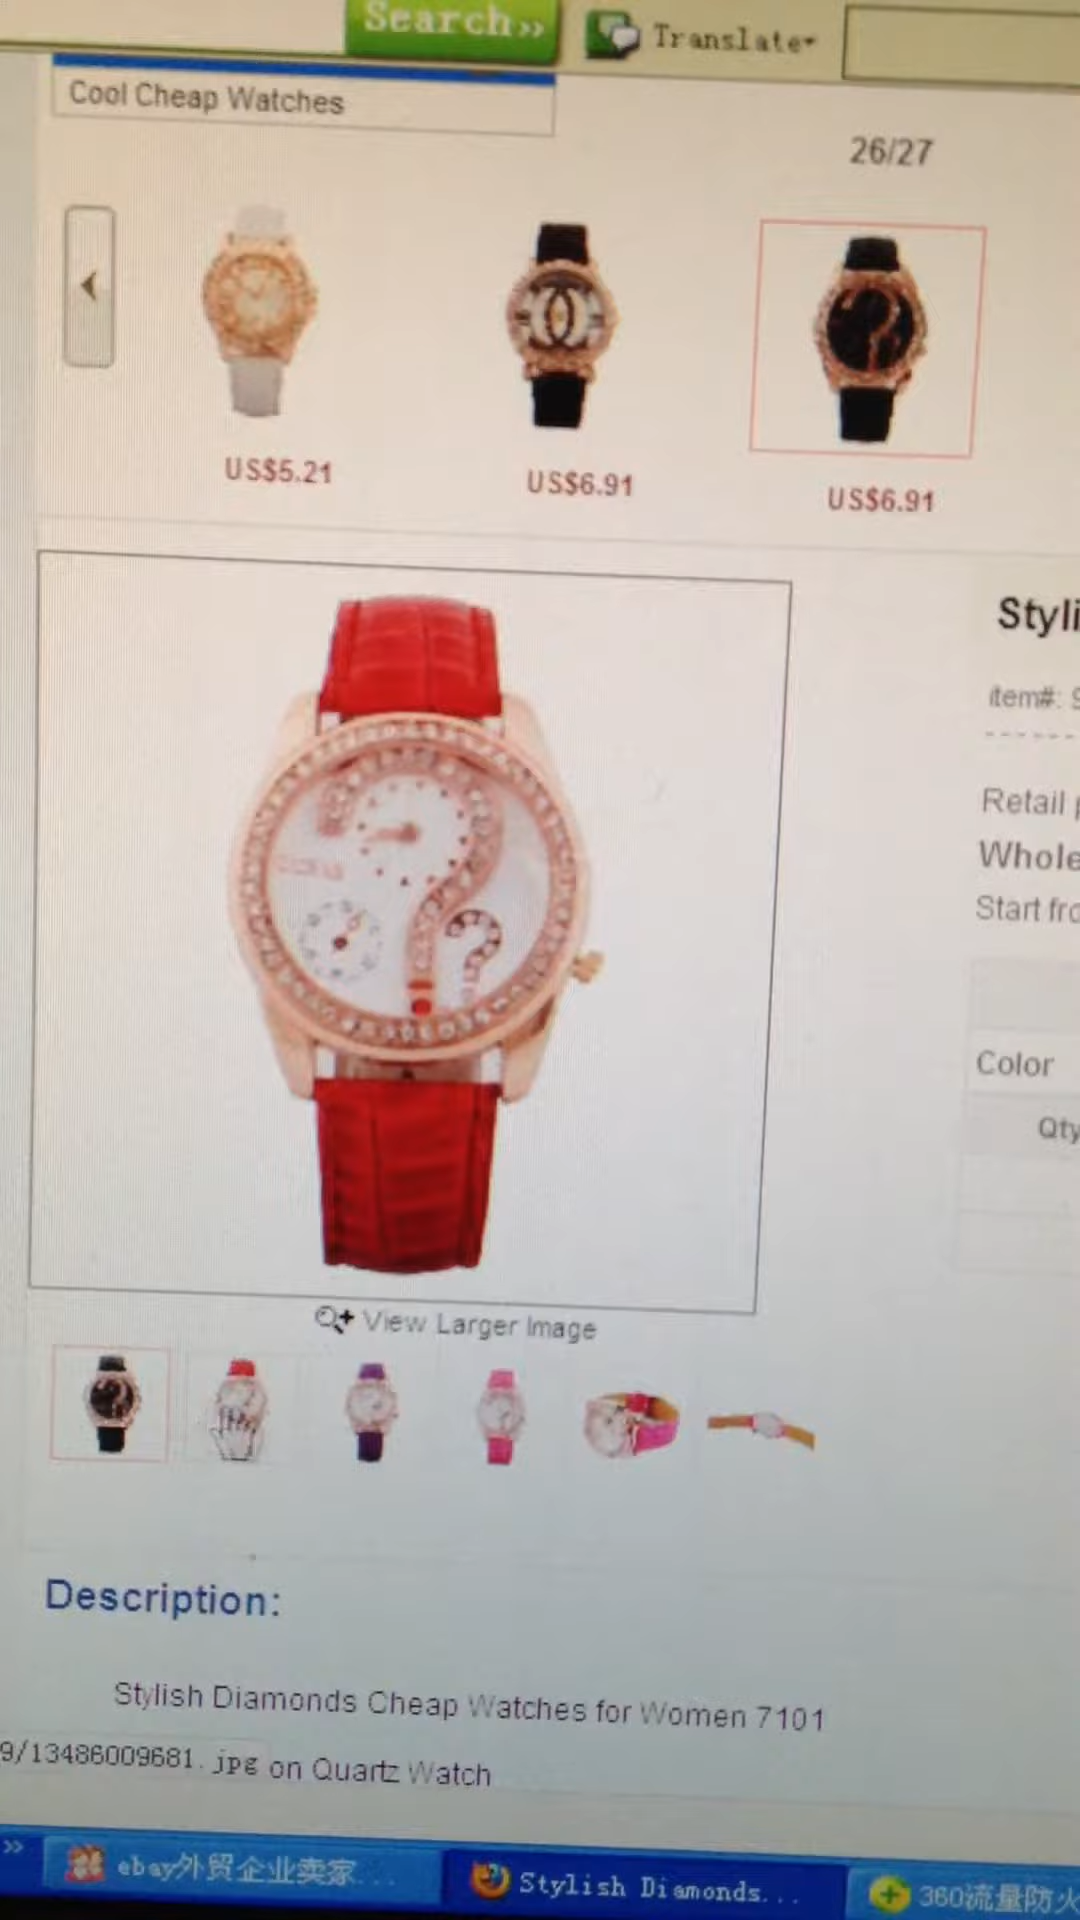 Search»
Translate
Cool Cheap Watches
26/27
US$5.21
US$6.91
US$6.91
Styli
item#: 9
Retail p
Whole
Start fro
Color
Qty
View Larger Image
Description:
Stylish Diamonds Cheap Watches for Women 7101
9/13486009681.jpg on Quartz Watch
» ebay外贸企业卖家... Stylish Diamonds... 360流量防火